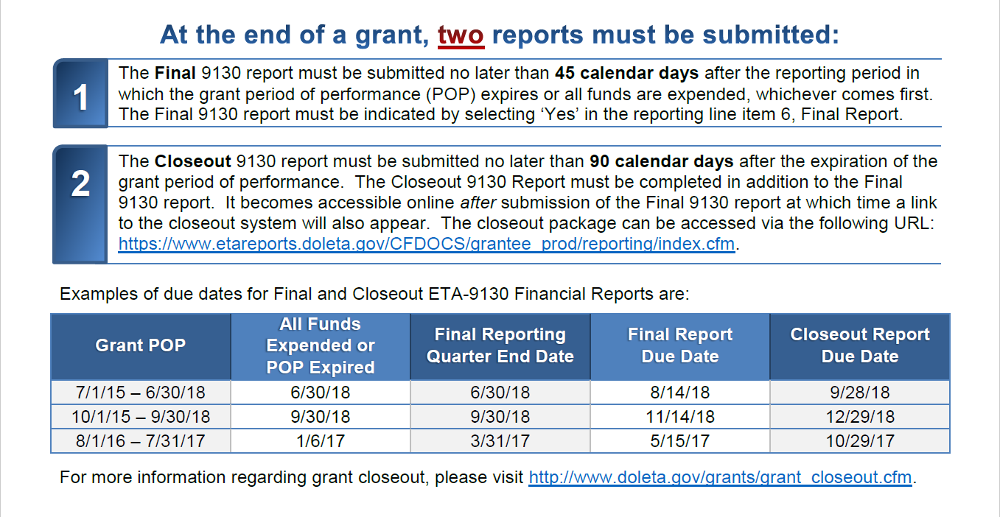 At the end of a grant, two reports must be submitted:
1
The Final 9130 report must be submitted no later than 45 calendar days after the reporting period in
which the grant period of performance (POP) expires or all funds are expended, whichever comes first.
The Final 9130 report must be indicated by selecting ‘Yes’ in the reporting line item 6, Final Report.
2
The Closeout 9130 report must be submitted no later than 90 calendar days after the expiration of the
grant period of performance.  The Closeout 9130 Report must be completed in addition to the Final
9130 report.  It becomes accessible online after submission of the Final 9130 report at which time a link
to the closeout system will also appear.  The closeout package can be accessed via the following URL:
https://www.etareports.doleta.gov/CFDOCS/grantee_prod/reporting/index.cfm.
Examples of due dates for Final and Closeout ETA-9130 Financial Reports are:
Grant POP
All Funds
Expended or
POP Expired
Final Reporting
Quarter End Date
Final Report
Due Date
Closeout Report
Due Date
7/1/15 – 6/30/18 6/30/18 6/30/18 8/14/18 9/28/18
10/1/15 – 9/30/18 9/30/18 9/30/18 11/14/18 12/29/18
8/1/16 – 7/31/17 1/6/17 3/31/17 5/15/17 10/29/17
For more information regarding grant closeout, please visit http://www.doleta.gov/grants/grant_closeout.cfm.